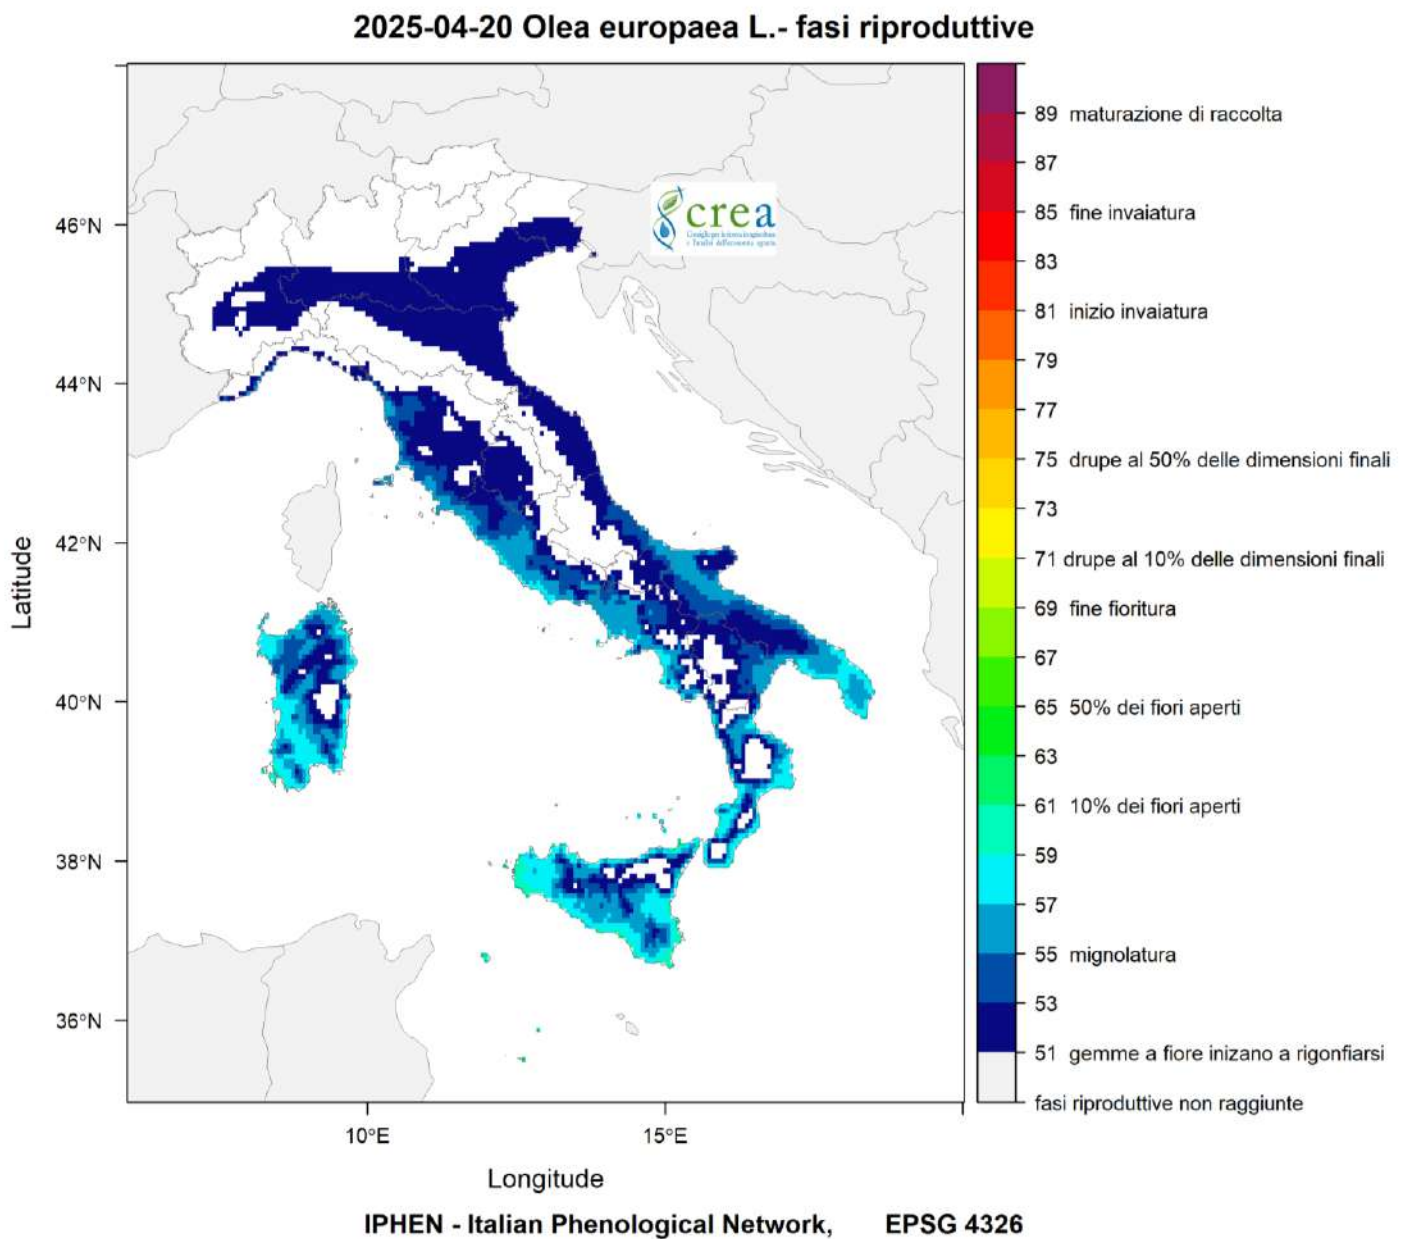 2025-04-20 Olea europaea L.- fasi riproduttive
crea
46°N
44°N
42°N
40°N
38°N
36°N
Latitude
10°E
15°E
Longitude
89 maturazione di raccolta
87
85 fine invaiatura
83
81 inizio invaiatura
79
77
75 drupe al 50% delle dimensioni finali
73
71 drupe al 10% delle dimensioni finali
69 fine fioritura
67
65 50% dei fiori aperti
63
61 10% dei fiori aperti
59
57
55 mignolatura
53
51 gemme a fiore inizano a rigonfiarsi
fasi riproduttive non raggiunte
IPHEN - Italian Phenological Network, EPSG 4326